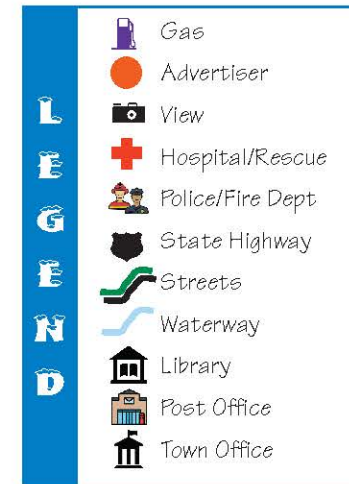 LEGEND
Gas
Advertiser
View
Hospital/Rescue
Police/Fire Dept
State Highway
Streets
Waterway
Library
Post Office
Town Office